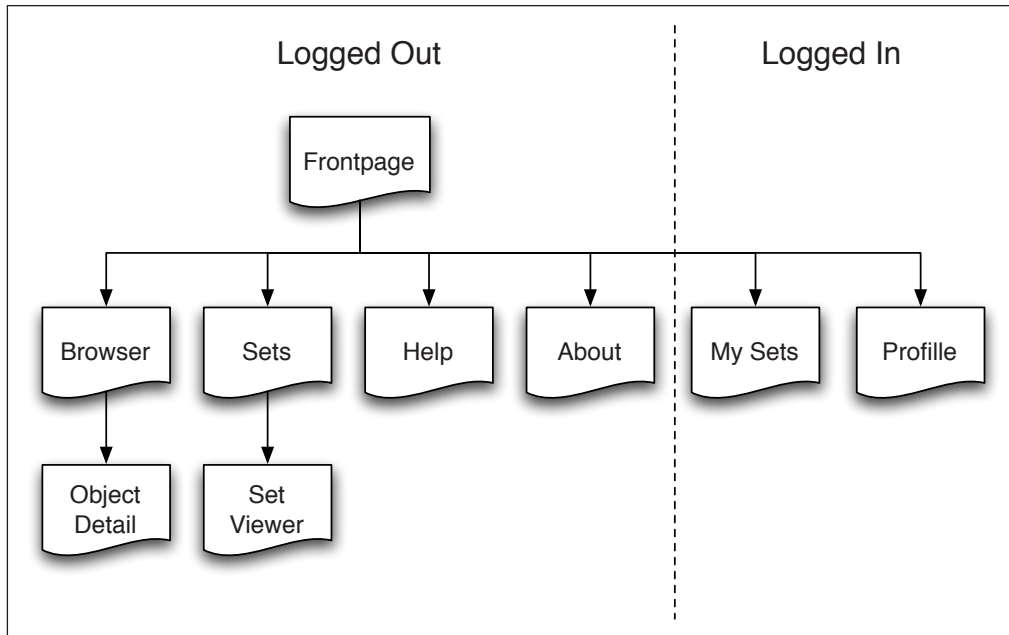 Logged Out
Logged In
Frontpage
Browser
Sets
Help
About
My Sets
Profille
Object
Detail
Set
Viewer